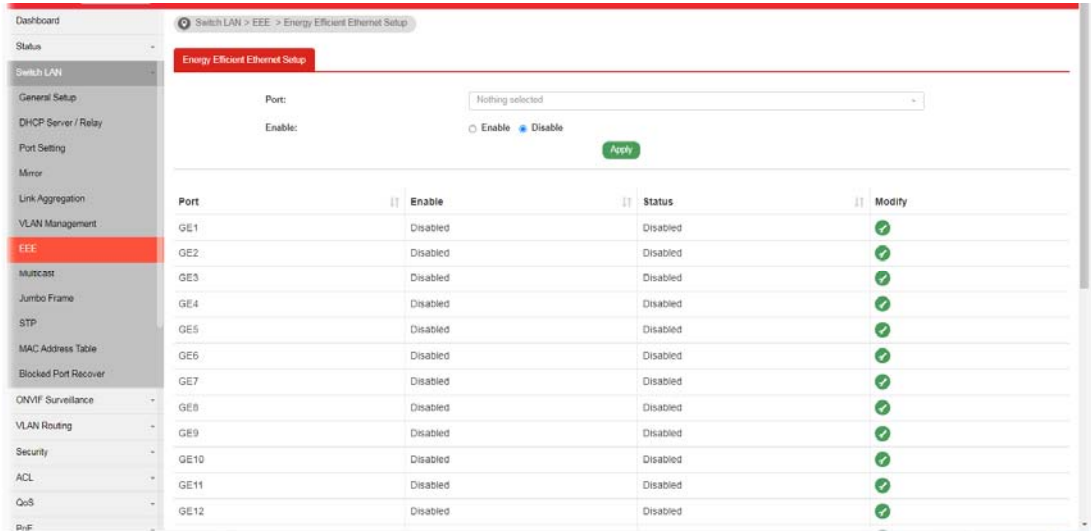 Dashboard
Status
Switch LAN
General Setup
DHCP Server / Relay
Port Setting
Mirror
Link Aggregation
VLAN Management
EEE
Multicast
Jumbo Frame
STP
MAC Address Table
Blocked Port Recover
ONVIF Surveillance
VLAN Routing
Security
ACL
QoS
PoE
Switch LAN > EEE > Energy Efficient Ethernet Setup
Energy Efficient Ethernet Setup
Port: Nothing selected
Enable: Enable Disable
Apply
Port Enable Status Modify
GE1 Disabled Disabled
GE2 Disabled Disabled
GE3 Disabled Disabled
GE4 Disabled Disabled
GE5 Disabled Disabled
GE6 Disabled Disabled
GE7 Disabled Disabled
GE8 Disabled Disabled
GE9 Disabled Disabled
GE10 Disabled Disabled
GE11 Disabled Disabled
GE12 Disabled Disabled